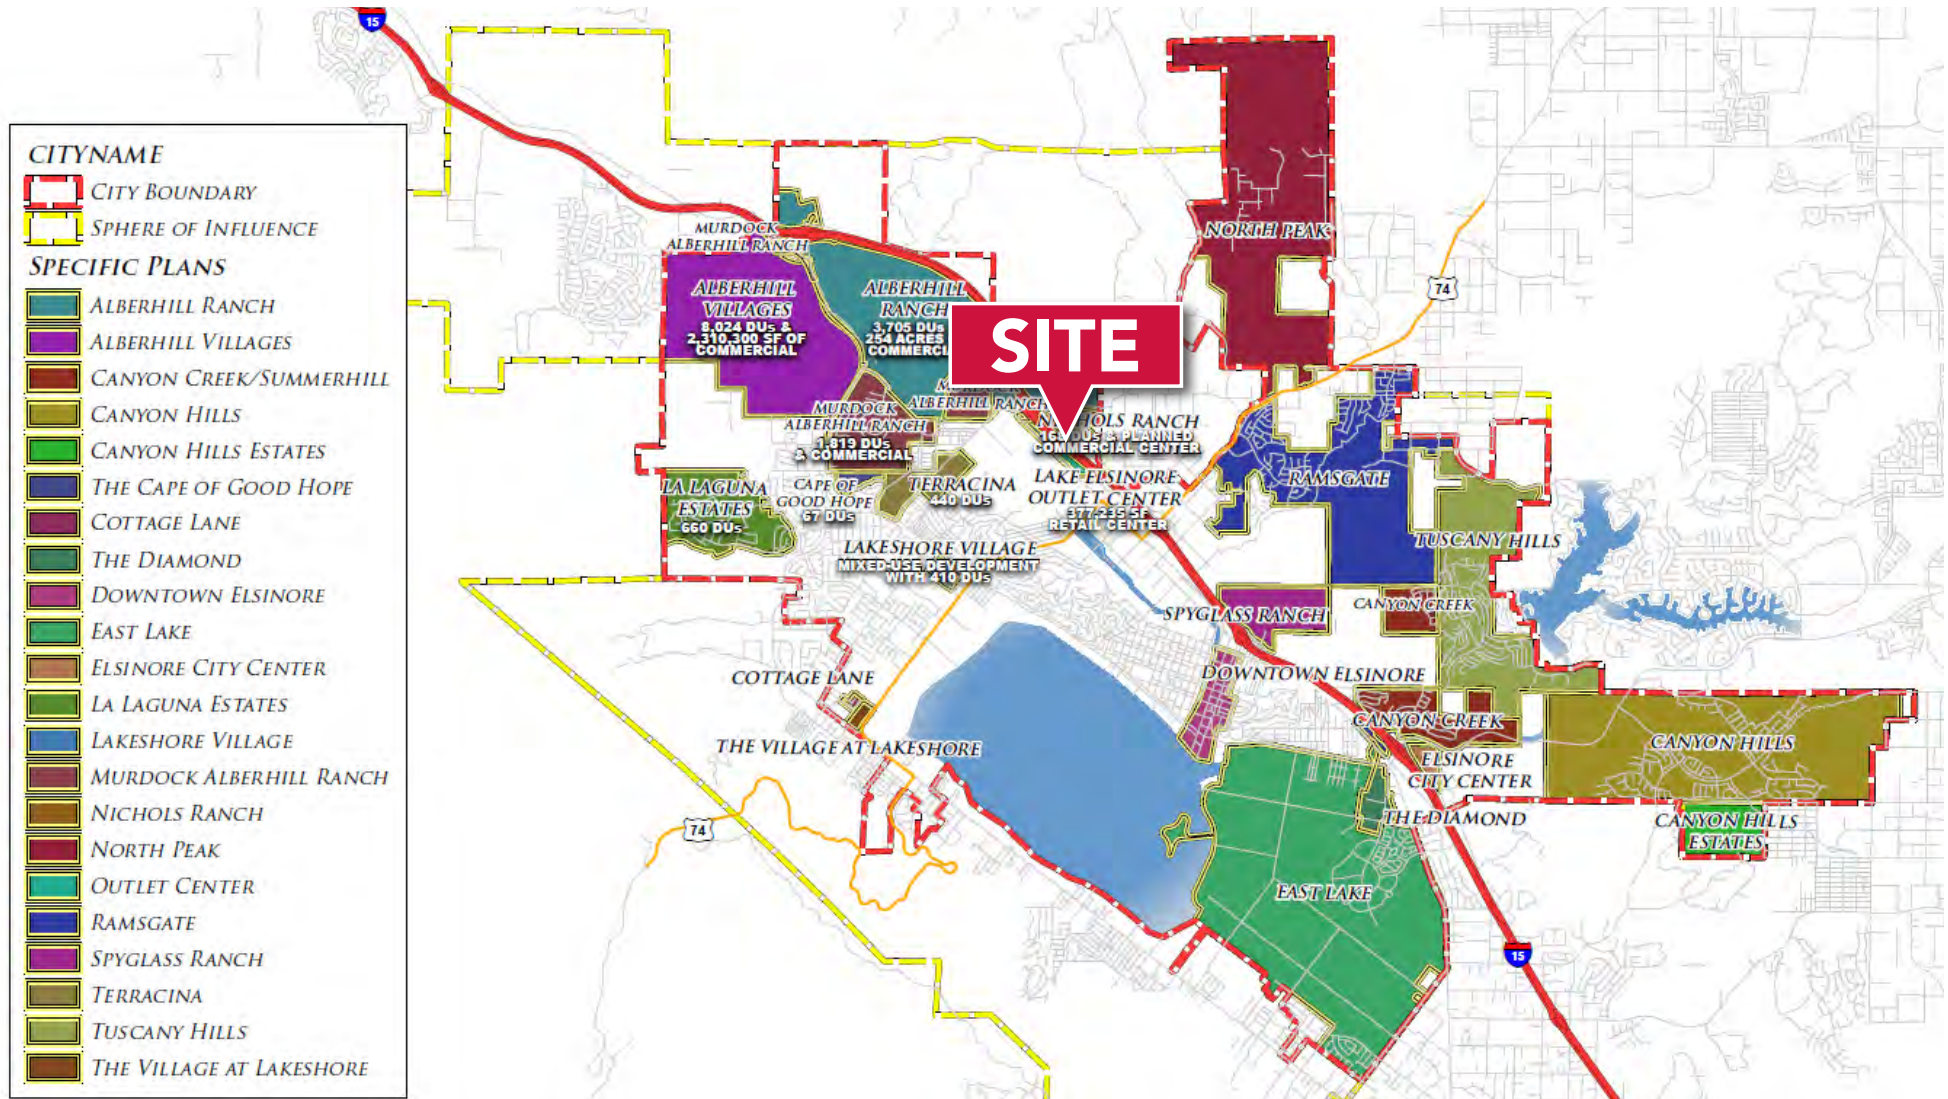 15
CITYNAME
CITY BOUNDARY
SPHERE OF INFLUENCE
SPECIFIC PLANS
ALBERHILL RANCH
ALBERHILL VILLAGES
CANYON CREEK/SUMMERHILL
CANYON HILLS
CANYON HILLS ESTATES
THE CAPE OF GOOD HOPE
COTTAGE LANE
THE DIAMOND
DOWNTOWN ELSINORE
EAST LAKE
ELSINORE CITY CENTER
LA LAGUNA ESTATES
LAKESHORE VILLAGE
MURDOCK ALBERHILL RANCH
NICHOLS RANCH
NORTH PEAK
OUTLET CENTER
RAMSGATE
SPYGLASS RANCH
TERRACINA
TUSCANY HILLS
THE VILLAGE AT LAKESHORE
MURDOCK
ALBERHILL RANCH
NORTH PEAK
74
ALBERHILL
VILLAGES
8,024 DUs &
2,310,300 SF OF
COMMERCIAL
ALBERHILL
RANCH
3,705 DUs
254 ACRES
SITE
MURDOCK
ALBERHILL RANCH
1,819 DUs
& COMMERCIAL
ALBERHILL RANCH
RANCH
DUs & PLANNED
COMMERCIAL CENTER
LA LAGUNA
ESTATES
660 DUs
CAPE OF
GOOD HOPE
67 DUs
TERRACINA
440 DUs
LAKE ELSINORE
OUTLET CENTER
377,235 SF
RETAIL CENTER
RAMSGATE
TUSCANY HILLS
LAKESHORE VILLAGE
MIXED-USE DEVELOPMENT
WITH 410 DUs
SPYGLASS RANCH
CANYON CREEK
COTTAGE LANE
DOWNTOWN ELSINORE
CANYON CREEK
THE VILLAGE AT LAKESHORE
ELSINORE
CITY CENTER
CANYON HILLS
74
THE DIAMOND
CANYON HILLS
ESTATES
EAST LAKE
15